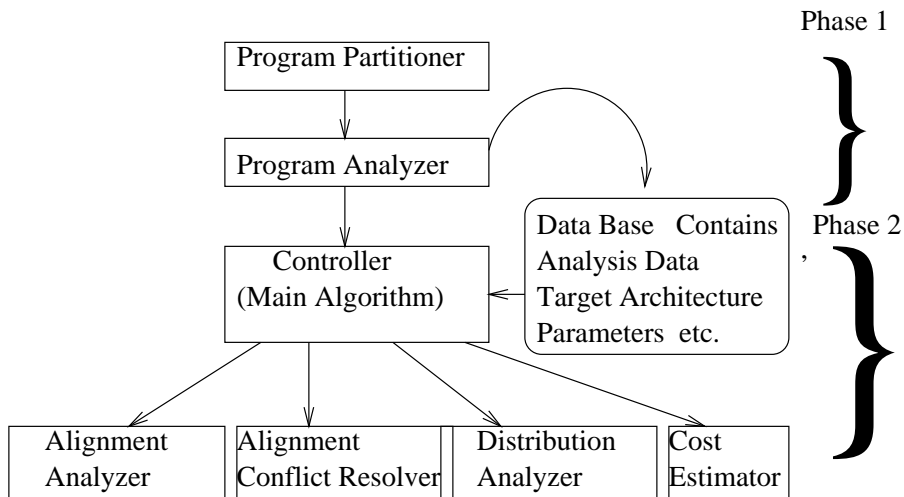 Phase 1
Program Partitioner
Program Analyzer
Data Base Contains
Analysis Data
Target Architecture
Parameters etc.
Phase 2
,
Controller
(Main Algorithm)
Alignment
Analyzer
Alignment
Conflict Resolver
Distribution
Analyzer
Cost
Estimator